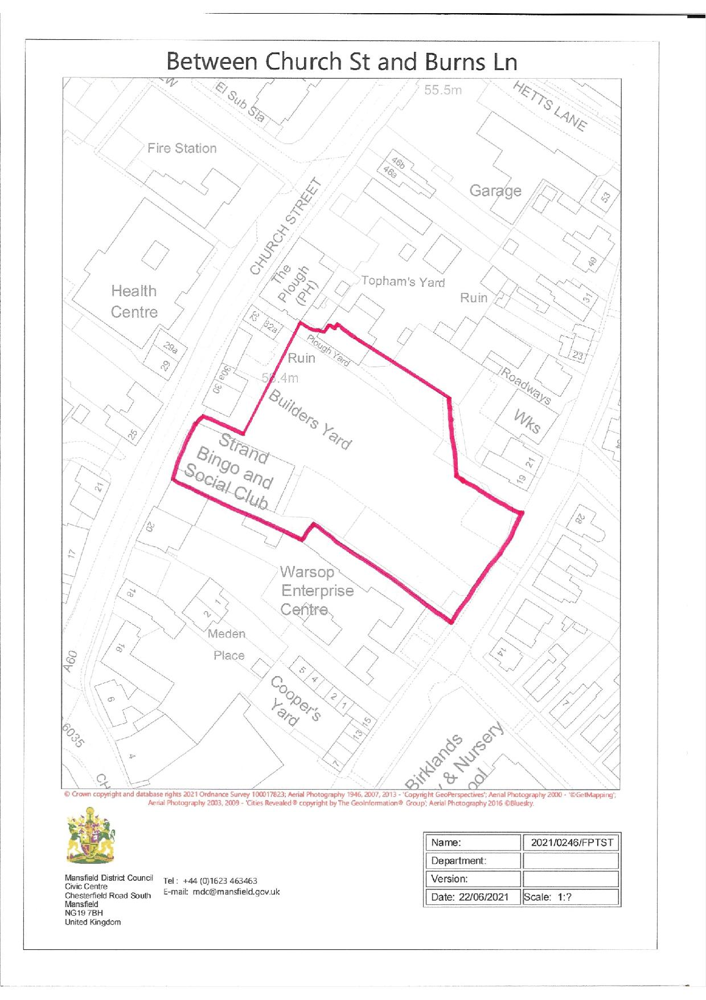 Between Church St and Burns Ln
55.5m
HETTS LANE
El Sub Sta
Fire Station
46b
46a
Garage
53
CHURCH STREET
49
The
Plough
(PH)
Topham's Yard
Ruin
31
Health
Centre
32
32a
29a
29
Plough Yard
23
Ruin
30a
30
Roadways
Builders Yard
Wks
25
Strand
Bingo and
Social Club
21
19
21
28
20
17
Warsop
Enterprise
Centre
18
1
2
Meden
Place
16
14
A60
5
4
2
1
Cooper's
Yard
6
7
15
13
7
6035
4
CH
Birklands
& Nursery
ool
© Crown copyright and database rights 2021 Ordnance Survey 100017823; Aerial Photography 1946, 2007, 2013 - 'Copyright GeoPerspectives'; Aerial Photography 2000 - '©GetMapping';
Aerial Photography 2003, 2009 - 'Cities Revealed® copyright by The GeoInformation® Group'; Aerial Photography 2016 ©Bluesky.
Mansfield District Council
Civic Centre
Chesterfield Road South
Mansfield
NG19 7BH
United Kingdom
Tel : +44 (0)1623 463463
E-mail: mdc@mansfield.gov.uk
Name: 2021/0246/FPTST
Department:
Version:
Date: 22/06/2021 Scale: 1:?